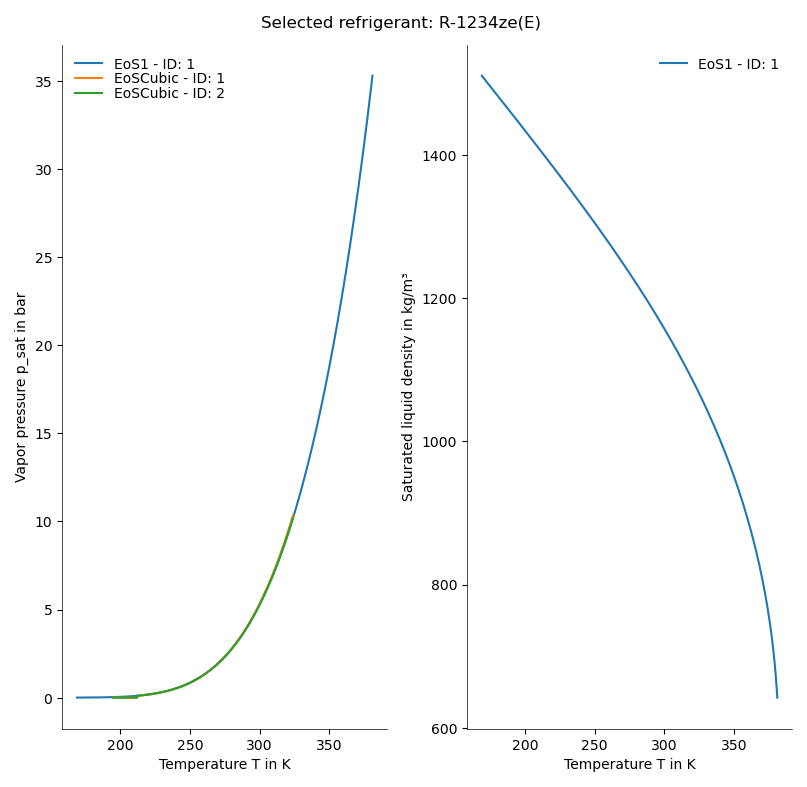 Selected refrigerant: R-1234ze(E)
EoS1 - ID: 1
EoSCubic - ID: 1
EoSCubic - ID: 2
35
30
25
20
15
10
5
0
Vapor pressure p_sat in bar
200
250
300
350
Temperature T in K
EoS1 - ID: 1
1400
1200
1000
800
600
Saturated liquid density in kg/m³
200
250
300
350
Temperature T in K